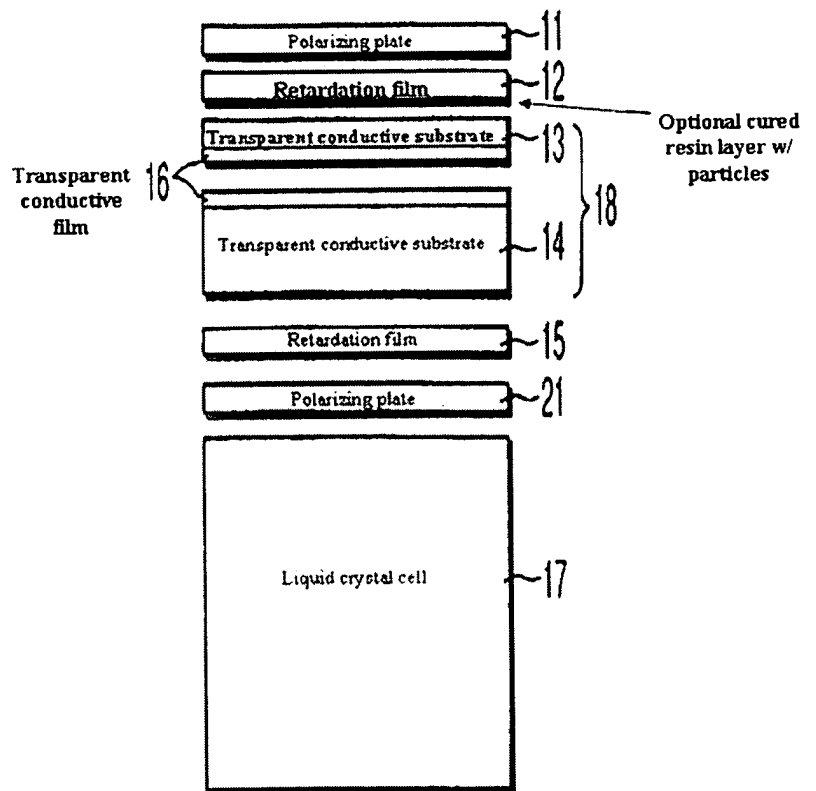 Polarizing plate 11
Retardation film 12
Optional cured
resin layer w/
particles
Transparent conductive substrate 13
Transparent
conductive
film
16
18
Transparent conductive substrate 14
Retardation film 15
Polarizing plate 21
Liquid crystal cell 17